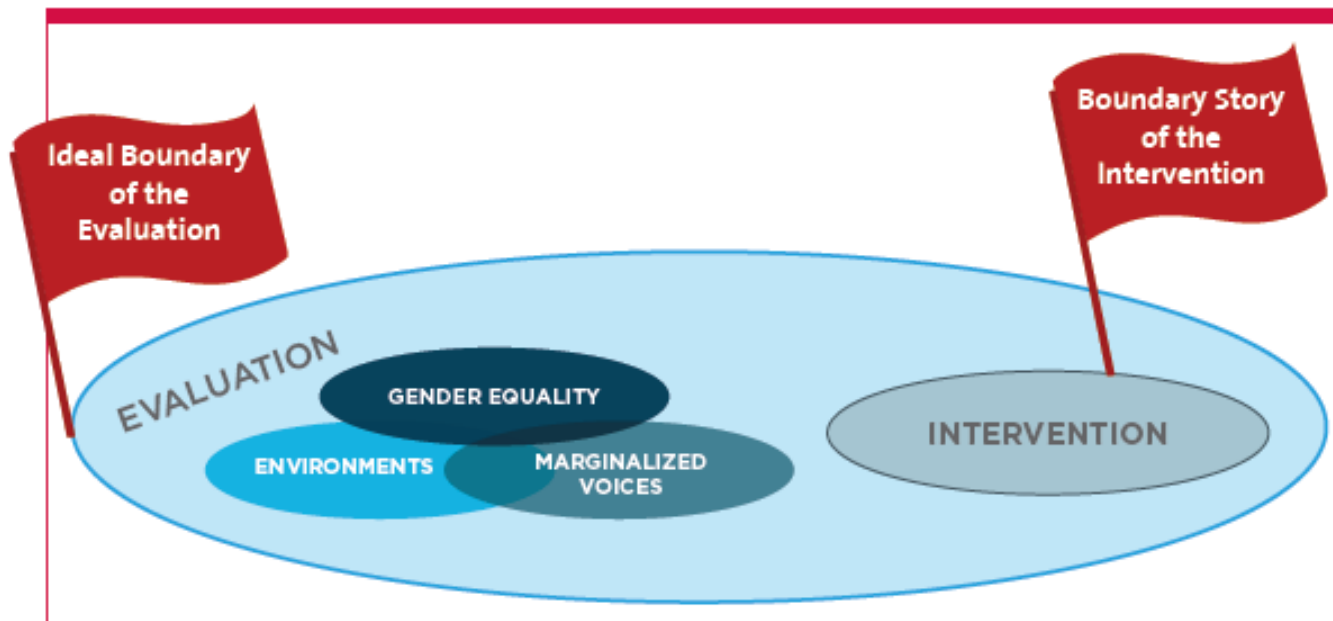 Ideal Boundary
of the
Evaluation
Boundary Story
of the
Intervention
EVALUATION
GENDER EQUALITY
ENVIRONMENTS
MARGINALIZED
VOICES
INTERVENTION